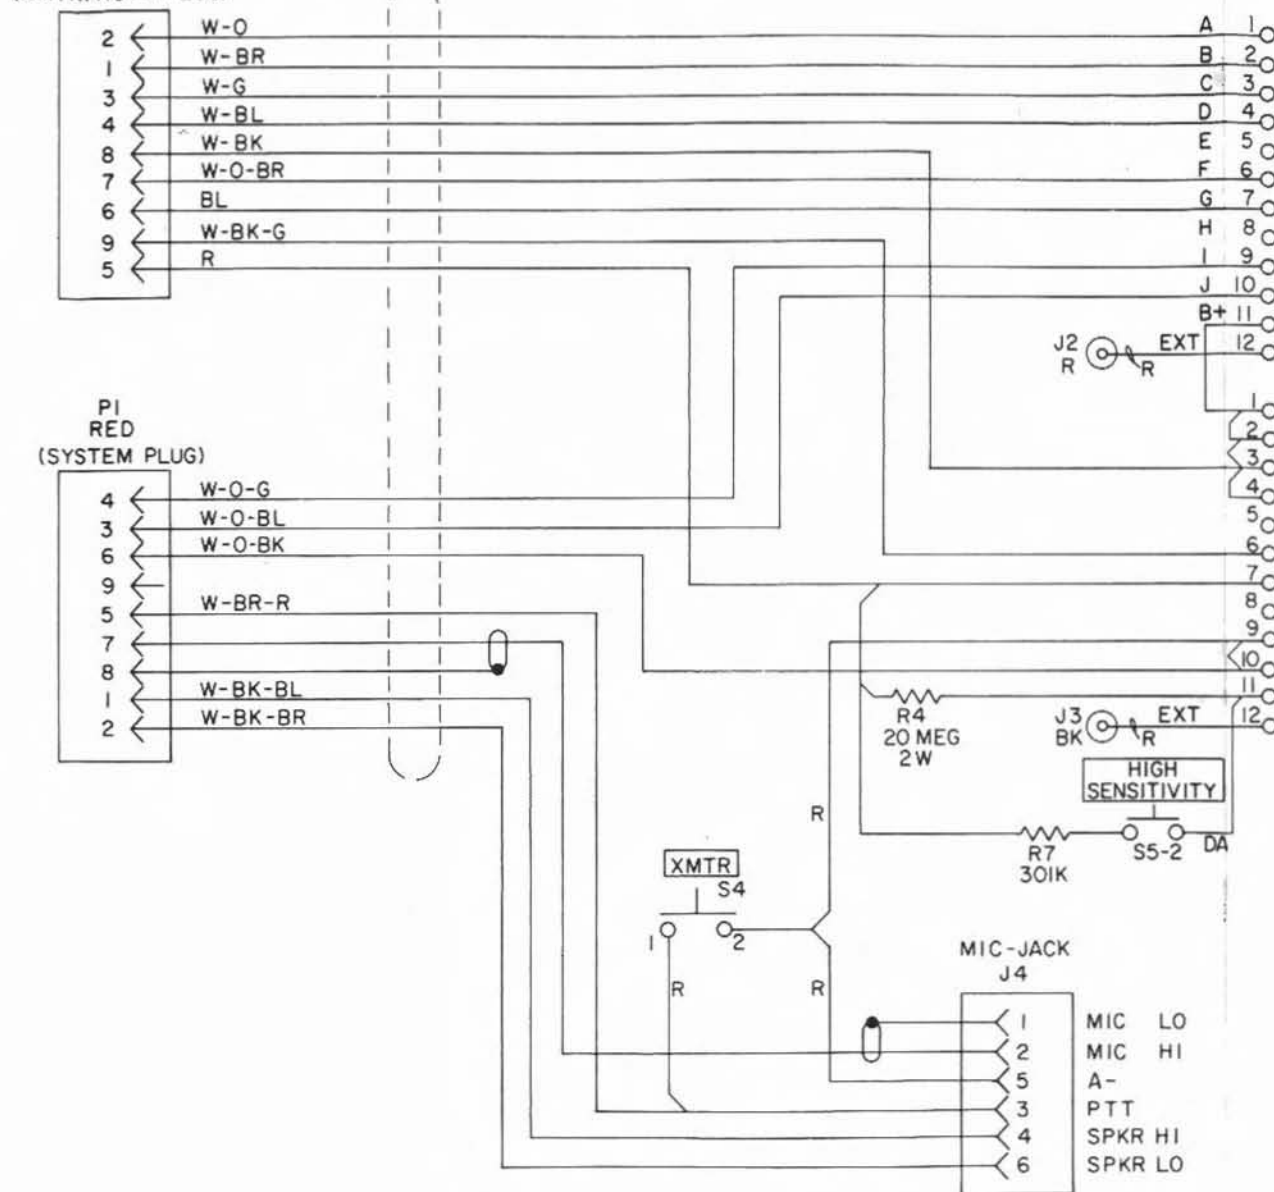 2 W-O A 1
1 W-BR B 2
3 W-G C 3
4 W-BL D 4
8 W-BK E 5
7 W-O-BR F 6
6 BL G 7
9 W-BK-G H 8
5 R I 9
J 10
B+ 11
J2 EXT 12
R R
P1
RED
(SYSTEM PLUG)
1
2
3
4
5
6
7
8
9
10
11
4 W-O-G
3 W-O-BL
6 W-O-BK
9
5 W-BR-R
7
8
1 W-BK-BL
2 W-BK-BR
R4
20 MEG
2W
J3 EXT 12
BK R
HIGH
SENSITIVITY
R7
301K
S5-2 DA
R
XMTR
S4
1 2
R R
MIC-JACK
J4
1 MIC LO
2 MIC HI
5 A-
3 PTT
4 SPKR HI
6 SPKR LO